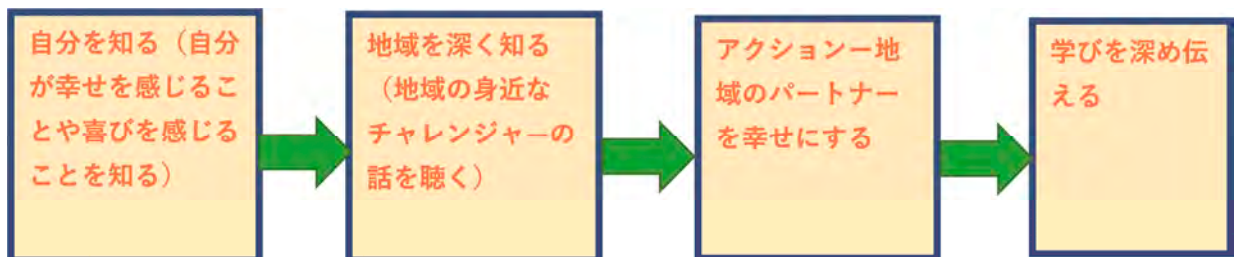 自分を知る（自分
が幸せを感じるこ
とや喜びを感じる
ことを知る）
地域を深く知る
（地域の身近な
チャレンジャ―の
話を聴く）
アクションー地
域のパートナー
を幸せにする
学びを深め伝
える